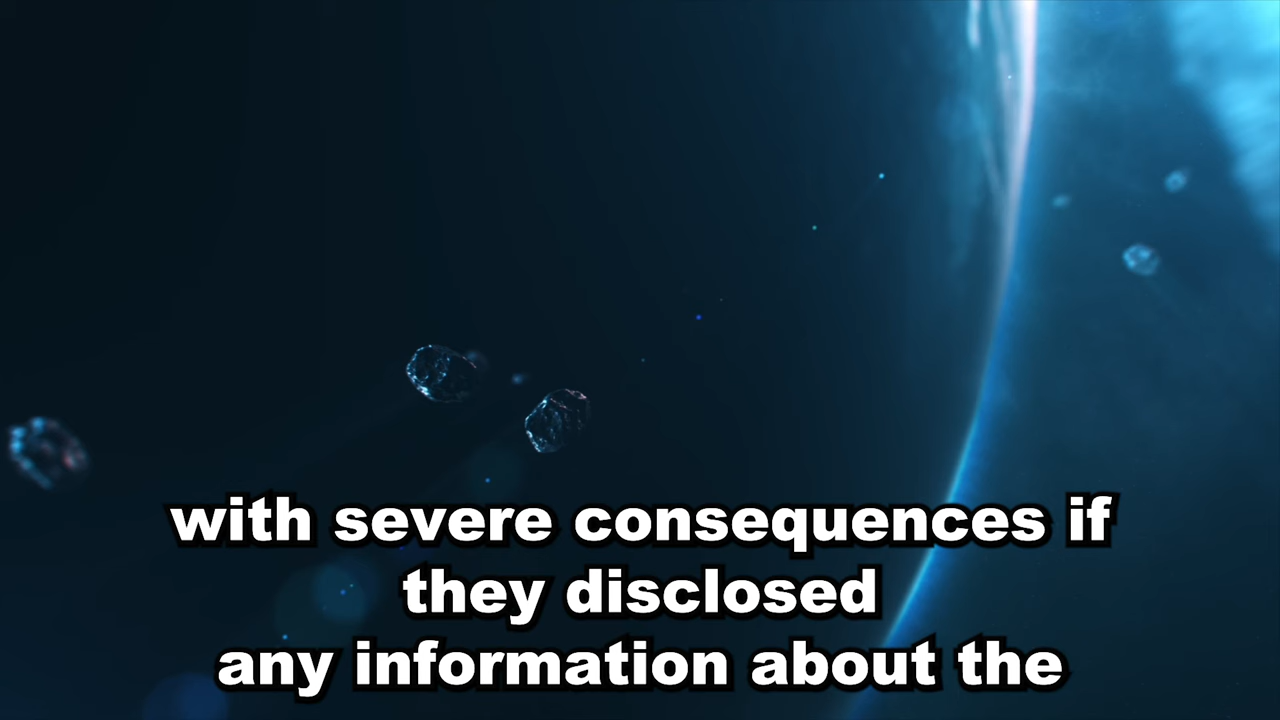 with severe consequences if
they disclosed
any information about the